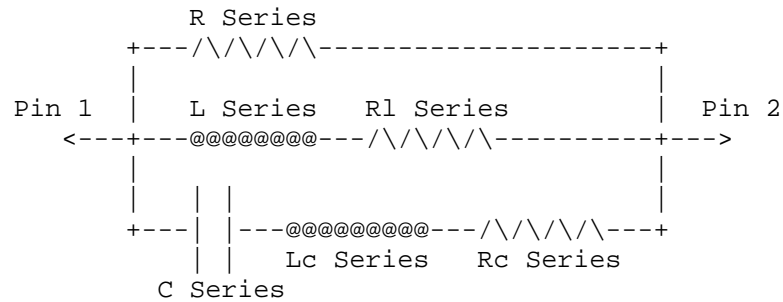 R Series
Pin 1 L Series Rl Series Pin 2
Lc Series Rc Series
C Series